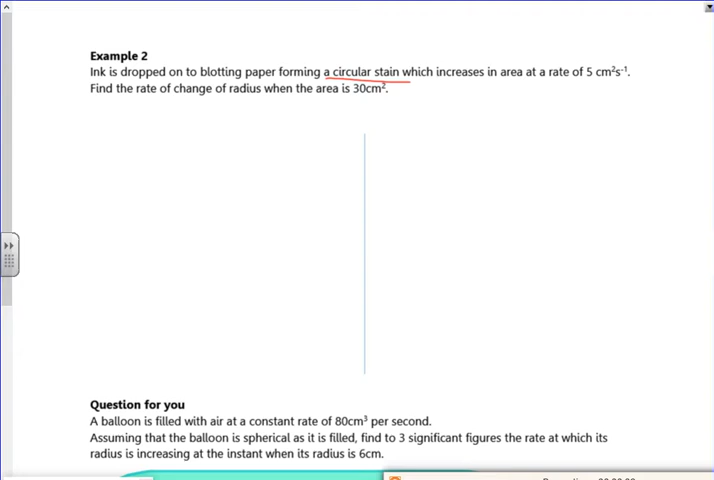 Example 2
Ink is dropped on to blotting paper forming a circular stain which increases in area at a rate of 5 cm²s⁻¹.
Find the rate of change of radius when the area is 30cm².
Question for you
A balloon is filled with air at a constant rate of 80cm³ per second.
Assuming that the balloon is spherical as it is filled, find to 3 significant figures the rate at which its
radius is increasing at the instant when its radius is 6cm.